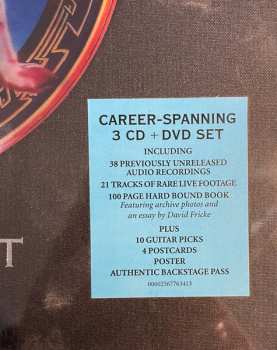 CAREER-SPANNING
3 CD + DVD SET
INCLUDING
38 PREVIOUSLY UNRELEASED
AUDIO RECORDINGS
21 TRACKS OF RARE LIVE FOOTAGE
100 PAGE HARD BOUND BOOK
Featuring archive photos and
an essay by David Fricke
PLUS
10 GUITAR PICKS
4 POSTCARDS
POSTER
AUTHENTIC BACKSTAGE PASS
T